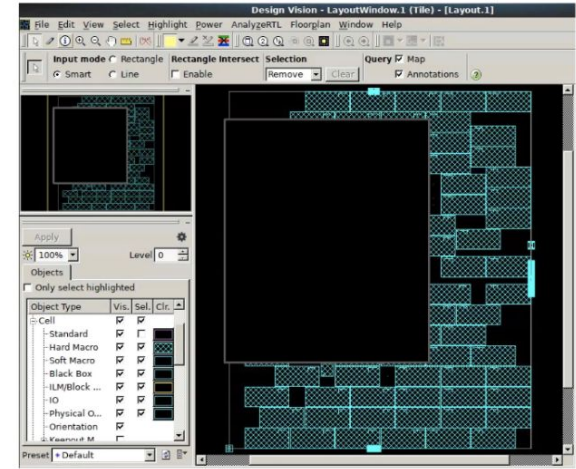 Design Vision - LayoutWindow.1 (Tile) - [Layout.1]
File Edit View Select Highlight Power AnalyzeRTL Floorplan Window Help
Input mode Rectangle Rectangle Intersect Selection Query Map
Smart Line Enable Remove Clear Annotations
Apply
100% Level 0
Objects
Only select highlighted
Object Type Vis. Sel. Clr.
Cell
Standard
Hard Macro
Soft Macro
Black Box
ILM/Block ...
IO
Physical O...
Orientation
Keepout M
Preset Default